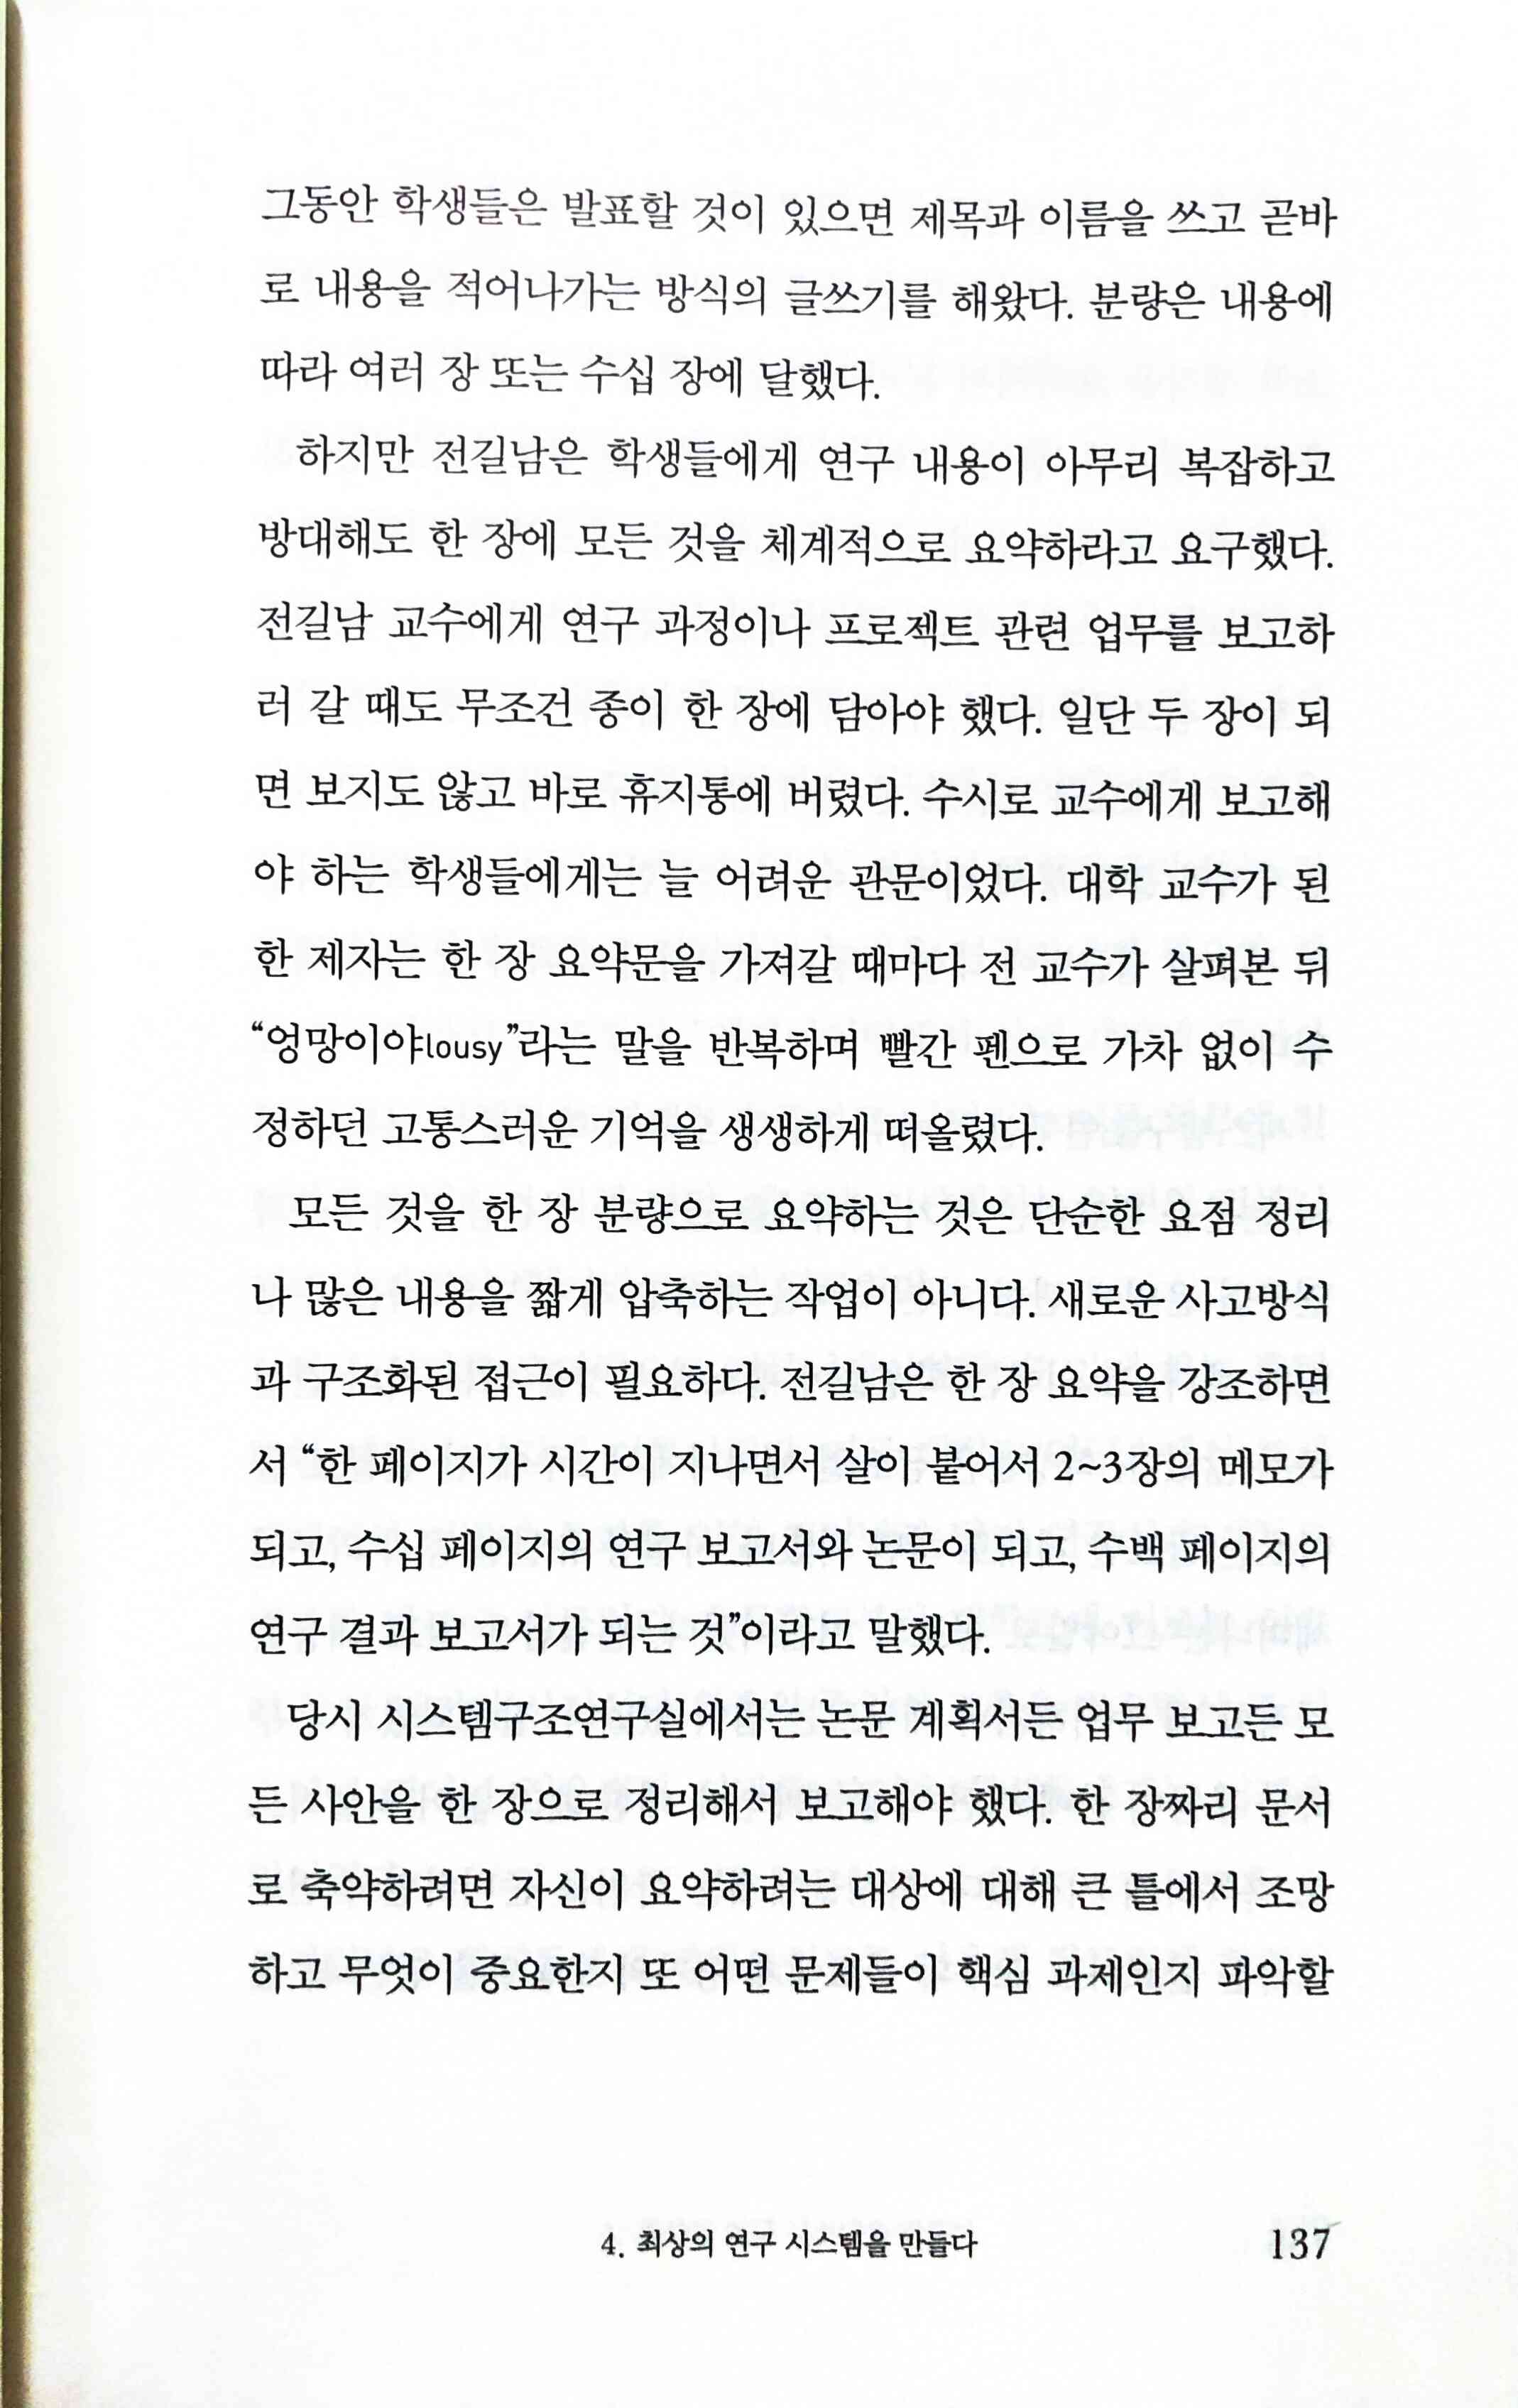 그동안 학생들은 발표할 것이 있으면 제목과 이름을 쓰고 곧바
로 내용을 적어나가는 방식의 글쓰기를 해왔다. 분량은 내용에
따라 여러 장 또는 수십 장에 달했다.
하지만 전길남은 학생들에게 연구 내용이 아무리 복잡하고
방대해도 한 장에 모든 것을 체계적으로 요약하라고 요구했다.
전길남 교수에게 연구 과정이나 프로젝트 관련 업무를 보고하
러 갈 때도 무조건 종이 한 장에 담아야 했다. 일단 두 장이 되
면 보지도 않고 바로 휴지통에 버렸다. 수시로 교수에게 보고해
야 하는 학생들에게는 늘 어려운 관문이었다. 대학 교수가 된
한 제자는 한 장 요약문을 가져갈 때마다 전 교수가 살펴본 뒤
“엉망이야lousy”라는 말을 반복하며 빨간 펜으로 가차 없이 수
정하던 고통스러운 기억을 생생하게 떠올렸다.
모든 것을 한 장 분량으로 요약하는 것은 단순한 요점 정리
나 많은 내용을 짧게 압축하는 작업이 아니다. 새로운 사고방식
과 구조화된 접근이 필요하다. 전길남은 한 장 요약을 강조하면
서 “한 페이지가 시간이 지나면서 살이 붙어서 2~3장의 메모가
되고, 수십 페이지의 연구 보고서와 논문이 되고, 수백 페이지의
연구 결과 보고서가 되는 것”이라고 말했다.
당시 시스템구조연구실에서는 논문 계획서든 업무 보고든 모
든 사안을 한 장으로 정리해서 보고해야 했다. 한 장짜리 문서
로 축약하려면 자신이 요약하려는 대상에 대해 큰 틀에서 조망
하고 무엇이 중요한지 또 어떤 문제들이 핵심 과제인지 파악할
4. 최상의 연구 시스템을 만들다 137